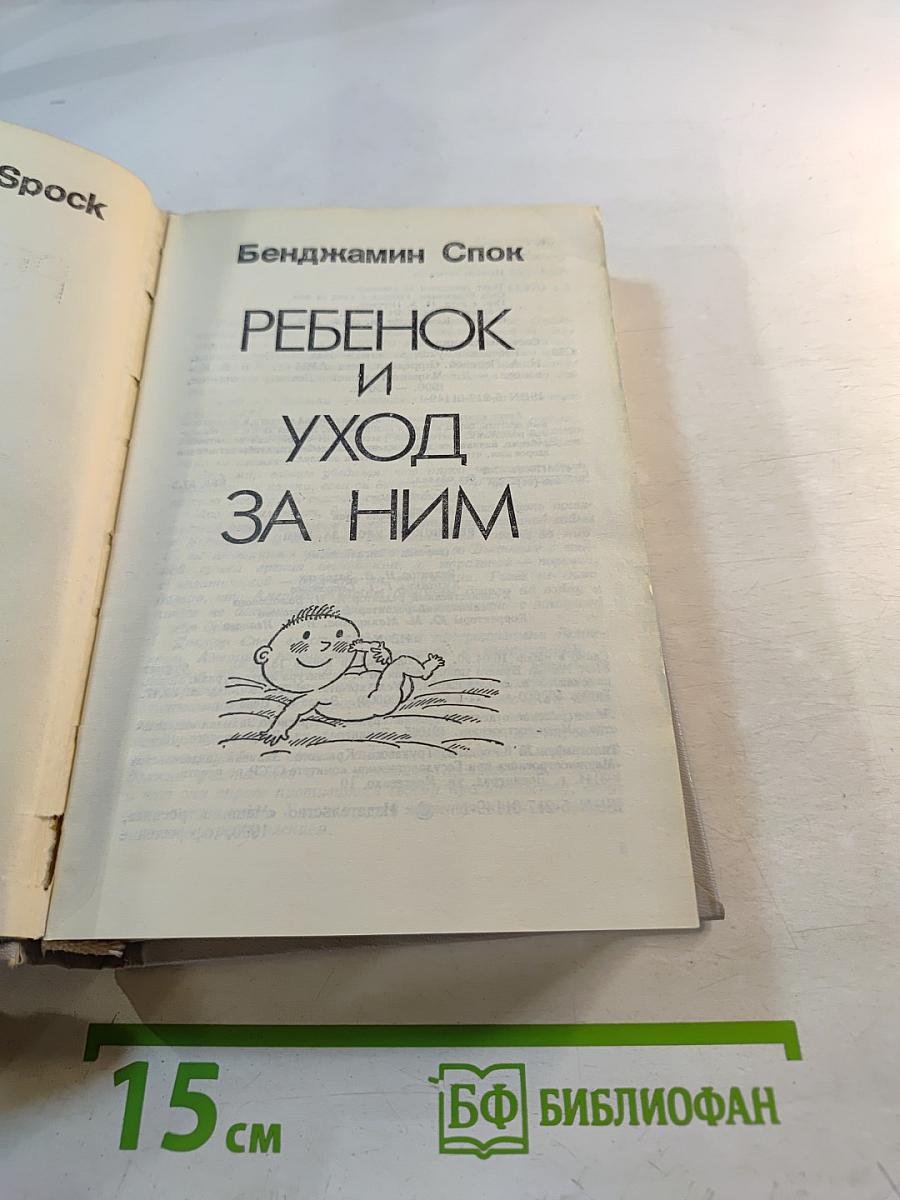 Spock
Бенджамин Спок
РЕБЕНОК
И
УХОД
ЗА НИМ
15 см
БФ БИБЛИОФАН